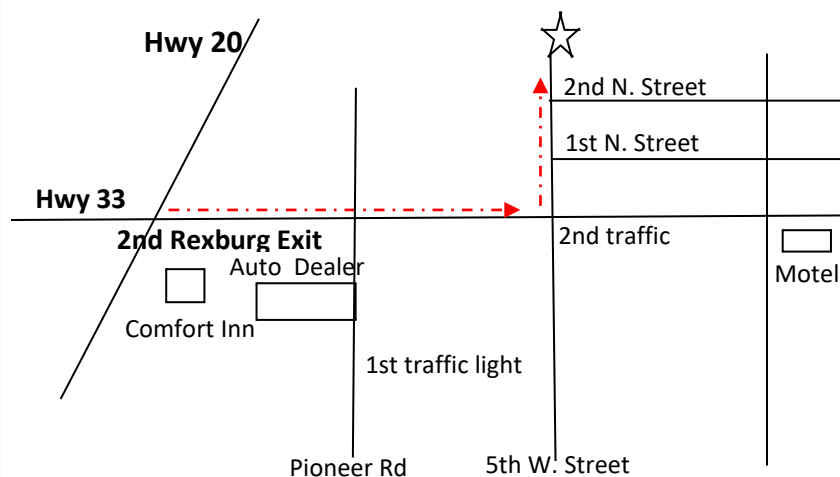 Hwy 20
2nd N. Street
1st N. Street
Hwy 33
2nd Rexburg Exit
2nd traffic
Auto Dealer
Motel
Comfort Inn
1st traffic light
Pioneer Rd
5th W. Street